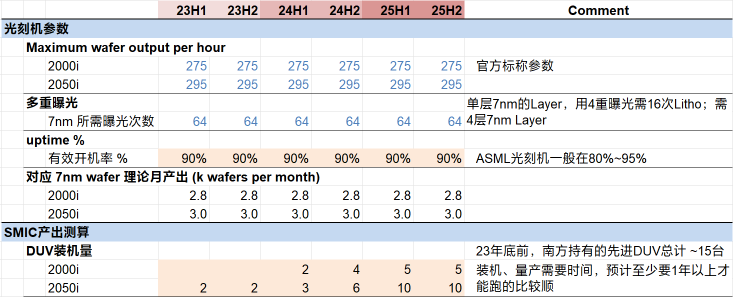 23H1 23H2 24H1 24H2 25H1 25H2 Comment
光刻机参数
Maximum wafer output per hour
2000i 275 275 275 275 275 275 官方标称参数
2050i 295 295 295 295 295 295
多重曝光
7nm 所需曝光次数 64 64 64 64 64 64 单层7nm的Layer，用4重曝光需16次Litho；需
4层7nm Layer
uptime %
有效开机率 % 90% 90% 90% 90% 90% 90% ASML光刻机一般在80%~95%
对应 7nm wafer 理论月产出 (k wafers per month)
2000i 2.8 2.8 2.8 2.8 2.8 2.8
2050i 3.0 3.0 3.0 3.0 3.0 3.0
SMIC产出测算
DUV装机量 23年底前，南方持有的先进DUV总计 ~15台
2000i 2 4 5 5 装机、量产需要时间，预计至少要1年以上才
2050i 2 2 3 6 10 10 能跑的比较顺